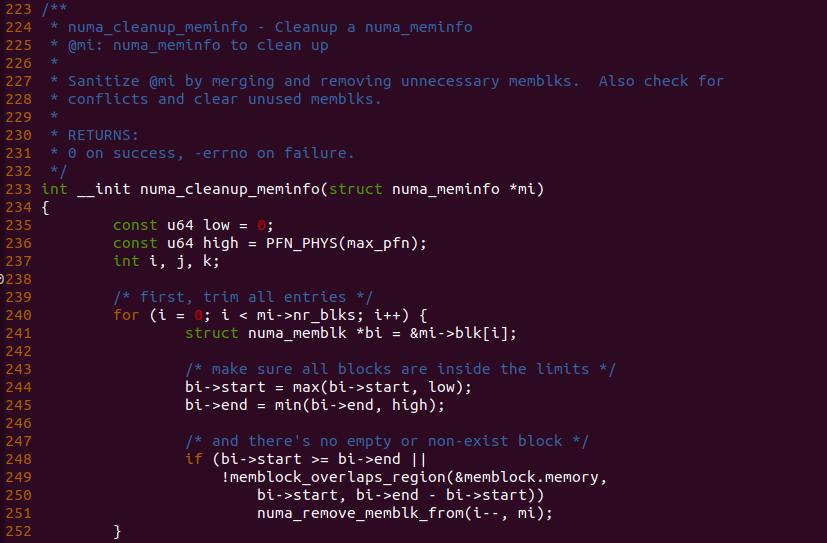 223 /**
224  * numa_cleanup_meminfo - Cleanup a numa_meminfo
225  * @mi: numa_meminfo to clean up
226  *
227  * Sanitize @mi by merging and removing unnecessary memblks.  Also check for
228  * conflicts and clear unused memblks.
229  *
230  * RETURNS:
231  * 0 on success, -errno on failure.
232  */
233 int __init numa_cleanup_meminfo(struct numa_meminfo *mi)
234 {
235         const u64 low = 0;
236         const u64 high = PFN_PHYS(max_pfn);
237         int i, j, k;
238
239         /* first, trim all entries */
240         for (i = 0; i < mi->nr_blks; i++) {
241                 struct numa_memblk *bi = &mi->blk[i];
242
243                 /* make sure all blocks are inside the limits */
244                 bi->start = max(bi->start, low);
245                 bi->end = min(bi->end, high);
246
247                 /* and there's no empty or non-exist block */
248                 if (bi->start >= bi->end ||
249                     !memblock_overlaps_region(&memblock.memory,
250                         bi->start, bi->end - bi->start))
251                         numa_remove_memblk_from(i--, mi);
252         }